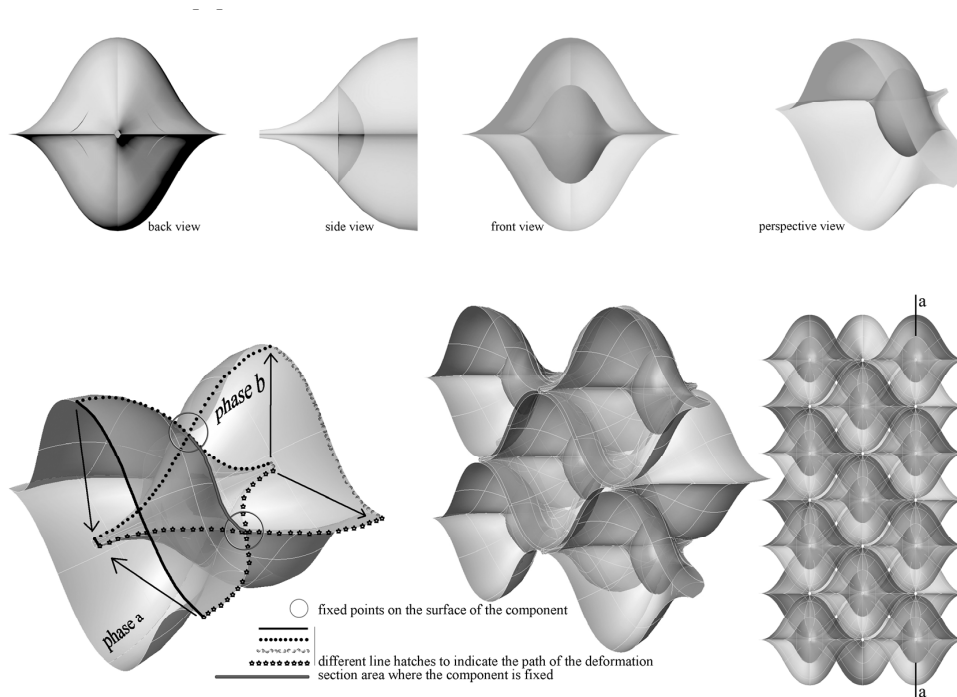 back view
side view
front view
perspective view
a
phase b
phase a
fixed points on the surface of the component
different line hatches to indicate the path of the deformation
section area where the component is fixed
a